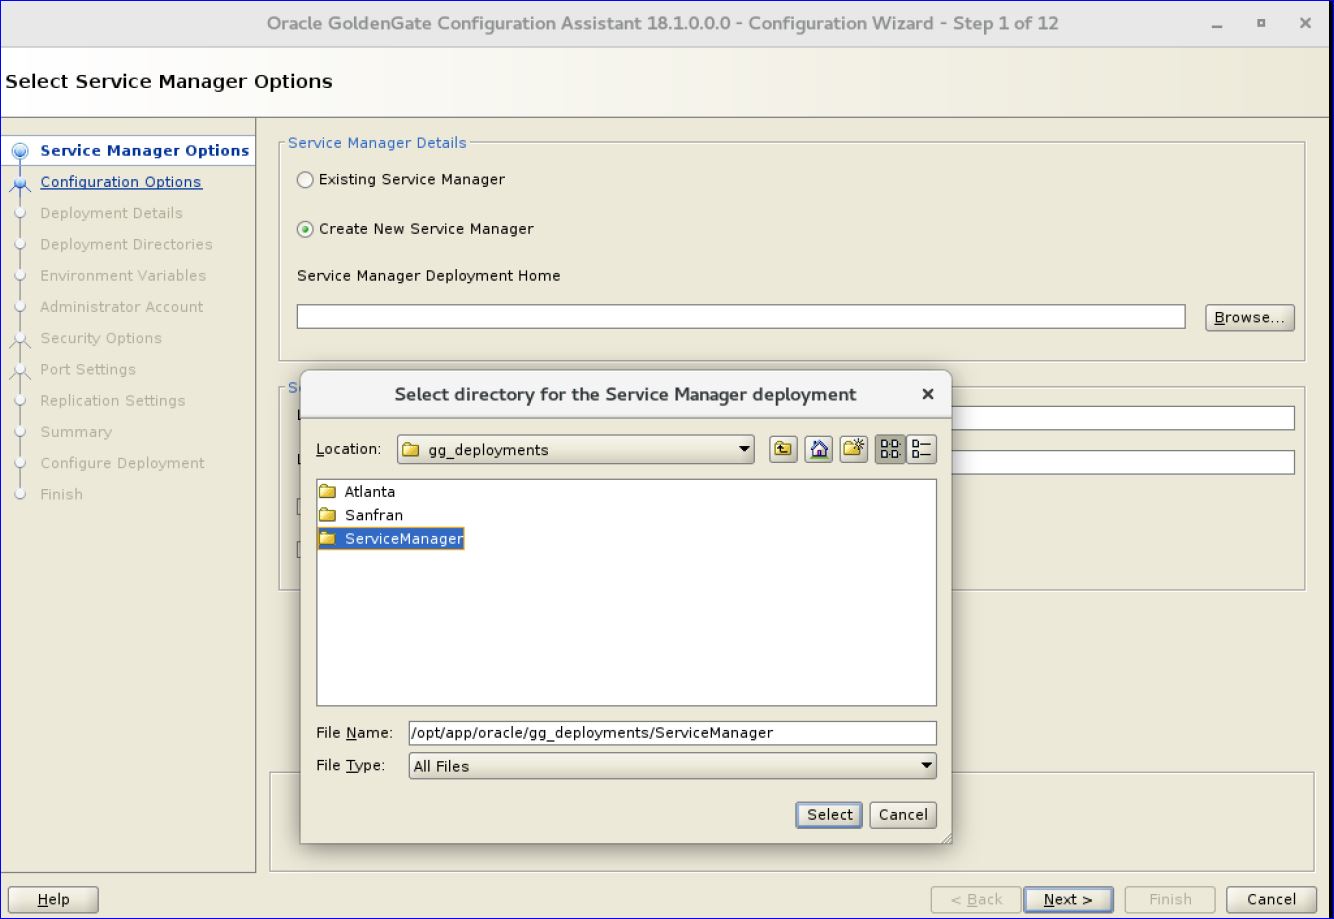 Oracle GoldenGate Configuration Assistant 18.1.0.0.0 - Configuration Wizard - Step 1 of 12
Select Service Manager Options
Service Manager Options
Configuration Options
Deployment Details
Deployment Directories
Environment Variables
Administrator Account
Security Options
Port Settings
Replication Settings
Summary
Configure Deployment
Finish
Service Manager Details
Existing Service Manager
Create New Service Manager
Service Manager Deployment Home
Browse...
Select directory for the Service Manager deployment
Location: gg_deployments
Atlanta
Sanfran
ServiceManager
File Name: /opt/app/oracle/gg_deployments/ServiceManager
File Type: All Files
Select Cancel
Help < Back Next > Finish Cancel